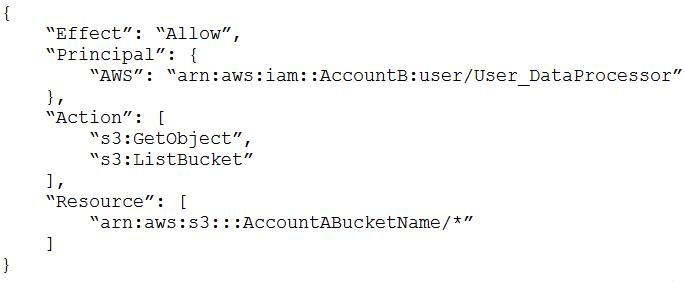 {
“Effect”: “Allow”,
“Principal”: {
“AWS”: “arn:aws:iam::AccountB:user/User_DataProcessor”
},
“Action”: [
“s3:GetObject”,
“s3:ListBucket”
],
“Resource”: [
“arn:aws:s3:::AccountABucketName/*”
]
}